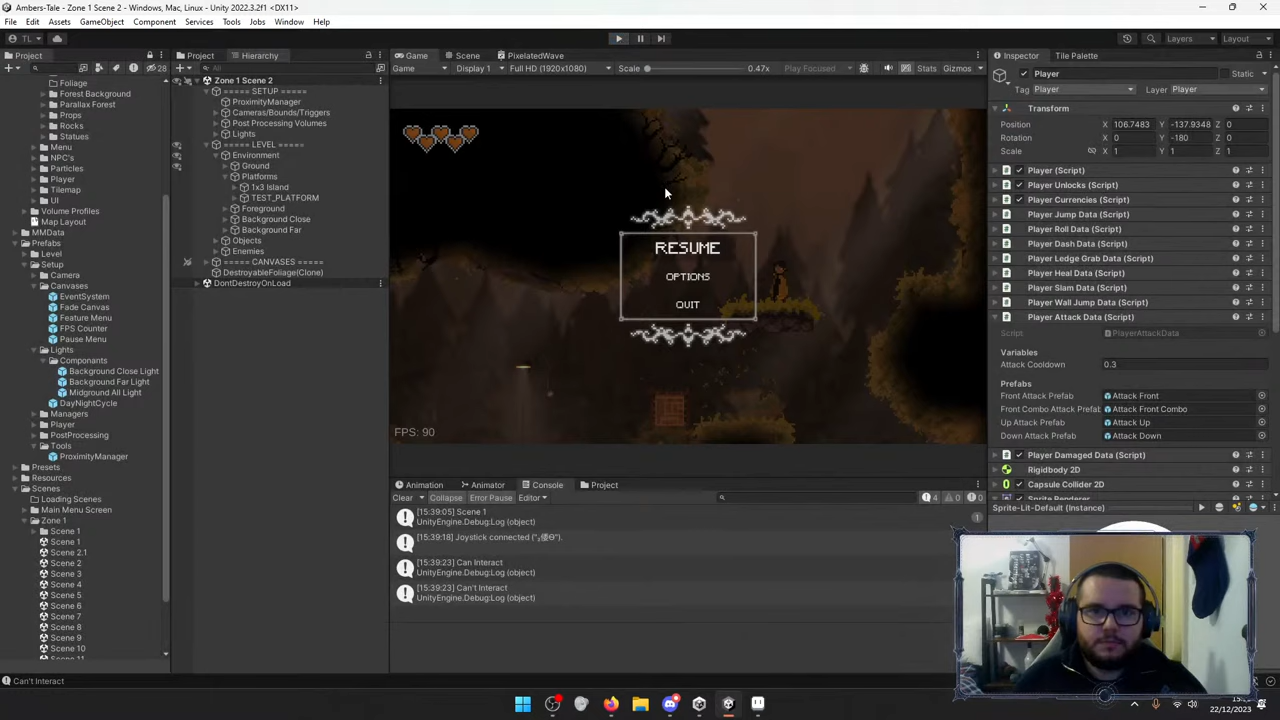 Ambers-Tale - Zone 1 Scene 2 - Windows, Mac, Linux - Unity 2022.3.2f1 <DX11>
File Edit Assets GameObject Component Services Tools Jobs Window Help
TL
Layers Layout
Project
28
Foliage
Forest Background
Parallax Forest
Props
Rocks
Statues
Menu
NPC's
Particles
Player
Tilemap
UI
Volume Profiles
Map Layout
MMData
Prefabs
Level
Setup
Camera
Canvases
EventSystem
Fade Canvas
Feature Menu
FPS Counter
Pause Menu
Lights
Componants
Background Close Light
Background Far Light
Midground All Light
DayNightCycle
Managers
Player
PostProcessing
Tools
ProximityManager
Presets
Resources
Scenes
Loading Scenes
Main Menu Screen
Zone 1
Scene 1
Scene 1
Scene 2.1
Scene 2
Scene 3
Scene 4
Scene 5
Scene 6
Scene 7
Scene 8
Scene 9
Scene 10
Project Hierarchy
All
Zone 1 Scene 2
===== SETUP =====
ProximityManager
Cameras/Bounds/Triggers
Post Processing Volumes
Lights
===== LEVEL =====
Environment
Ground
Platforms
1x3 Island
TEST_PLATFORM
Foreground
Background Close
Background Far
Objects
Enemies
===== CANVASES =====
DestroyableFoliage(Clone)
DontDestroyOnLoad
Game Scene PixelatedWave
Game Display 1 Full HD (1920x1080) Scale 0.47x Play Focused Stats Gizmos
RESUME
OPTIONS
QUIT
FPS: 90
Animation Animator Console Project
Clear Collapse Error Pause Editor 4 0 0
[15:39:05] Scene 1
UnityEngine.Debug:Log (object)
1
[15:39:18] Joystick connected
[15:39:23] Can Interact
UnityEngine.Debug:Log (object)
[15:39:23] Can't Interact
UnityEngine.Debug:Log (object)
Inspector Tile Palette
Player Static
Tag Player Layer Player
Transform
Position X 106.7483 Y -137.9348 Z 0
Rotation X 0 Y -180 Z 0
Scale X 1 Y 1 Z 1
Player (Script)
Player Unlocks (Script)
Player Currencies (Script)
Player Jump Data (Script)
Player Roll Data (Script)
Player Dash Data (Script)
Player Ledge Grab Data (Script)
Player Heal Data (Script)
Player Slam Data (Script)
Player Wall Jump Data (Script)
Player Attack Data (Script)
Script PlayerAttackData
Variables
Attack Cooldown 0.3
Prefabs
Front Attack Prefab Attack Front
Front Combo Attack Prefab Attack Front Combo
Up Attack Prefab Attack Up
Down Attack Prefab Attack Down
Player Damaged Data (Script)
Rigidbody 2D
Capsule Collider 2D
Sprite Renderer
Sprite-Lit-Default (Instance)
Can't Interact
22/12/2023